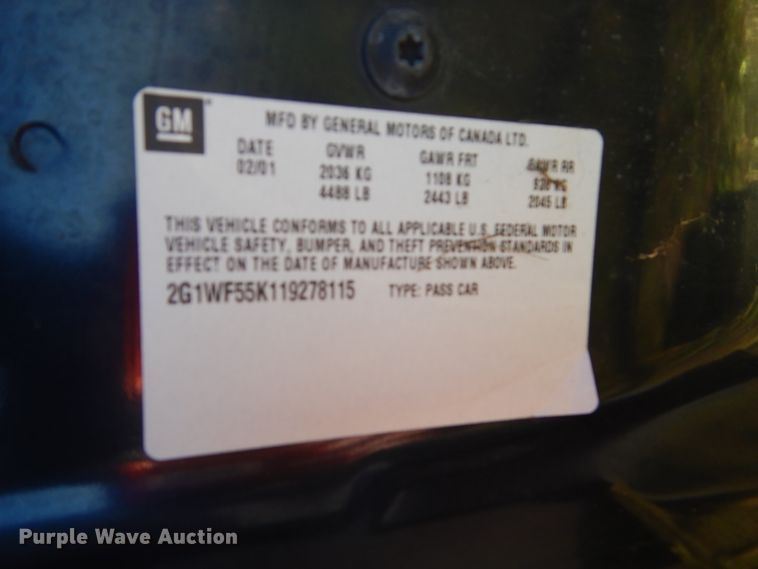 GM
MFD BY GENERAL MOTORS OF CANADA LTD.
DATE GVWR GAWR FRT GAWR RR
02/01 2036 KG 1108 KG 928 KG
4488 LB 2443 LB 2045 LB
THIS VEHICLE CONFORMS TO ALL APPLICABLE U.S. FEDERAL MOTOR
VEHICLE SAFETY, BUMPER, AND THEFT PREVENTION STANDARDS IN
EFFECT ON THE DATE OF MANUFACTURE SHOWN ABOVE.
2G1WF55K119278115 TYPE: PASS CAR
Purple Wave Auction